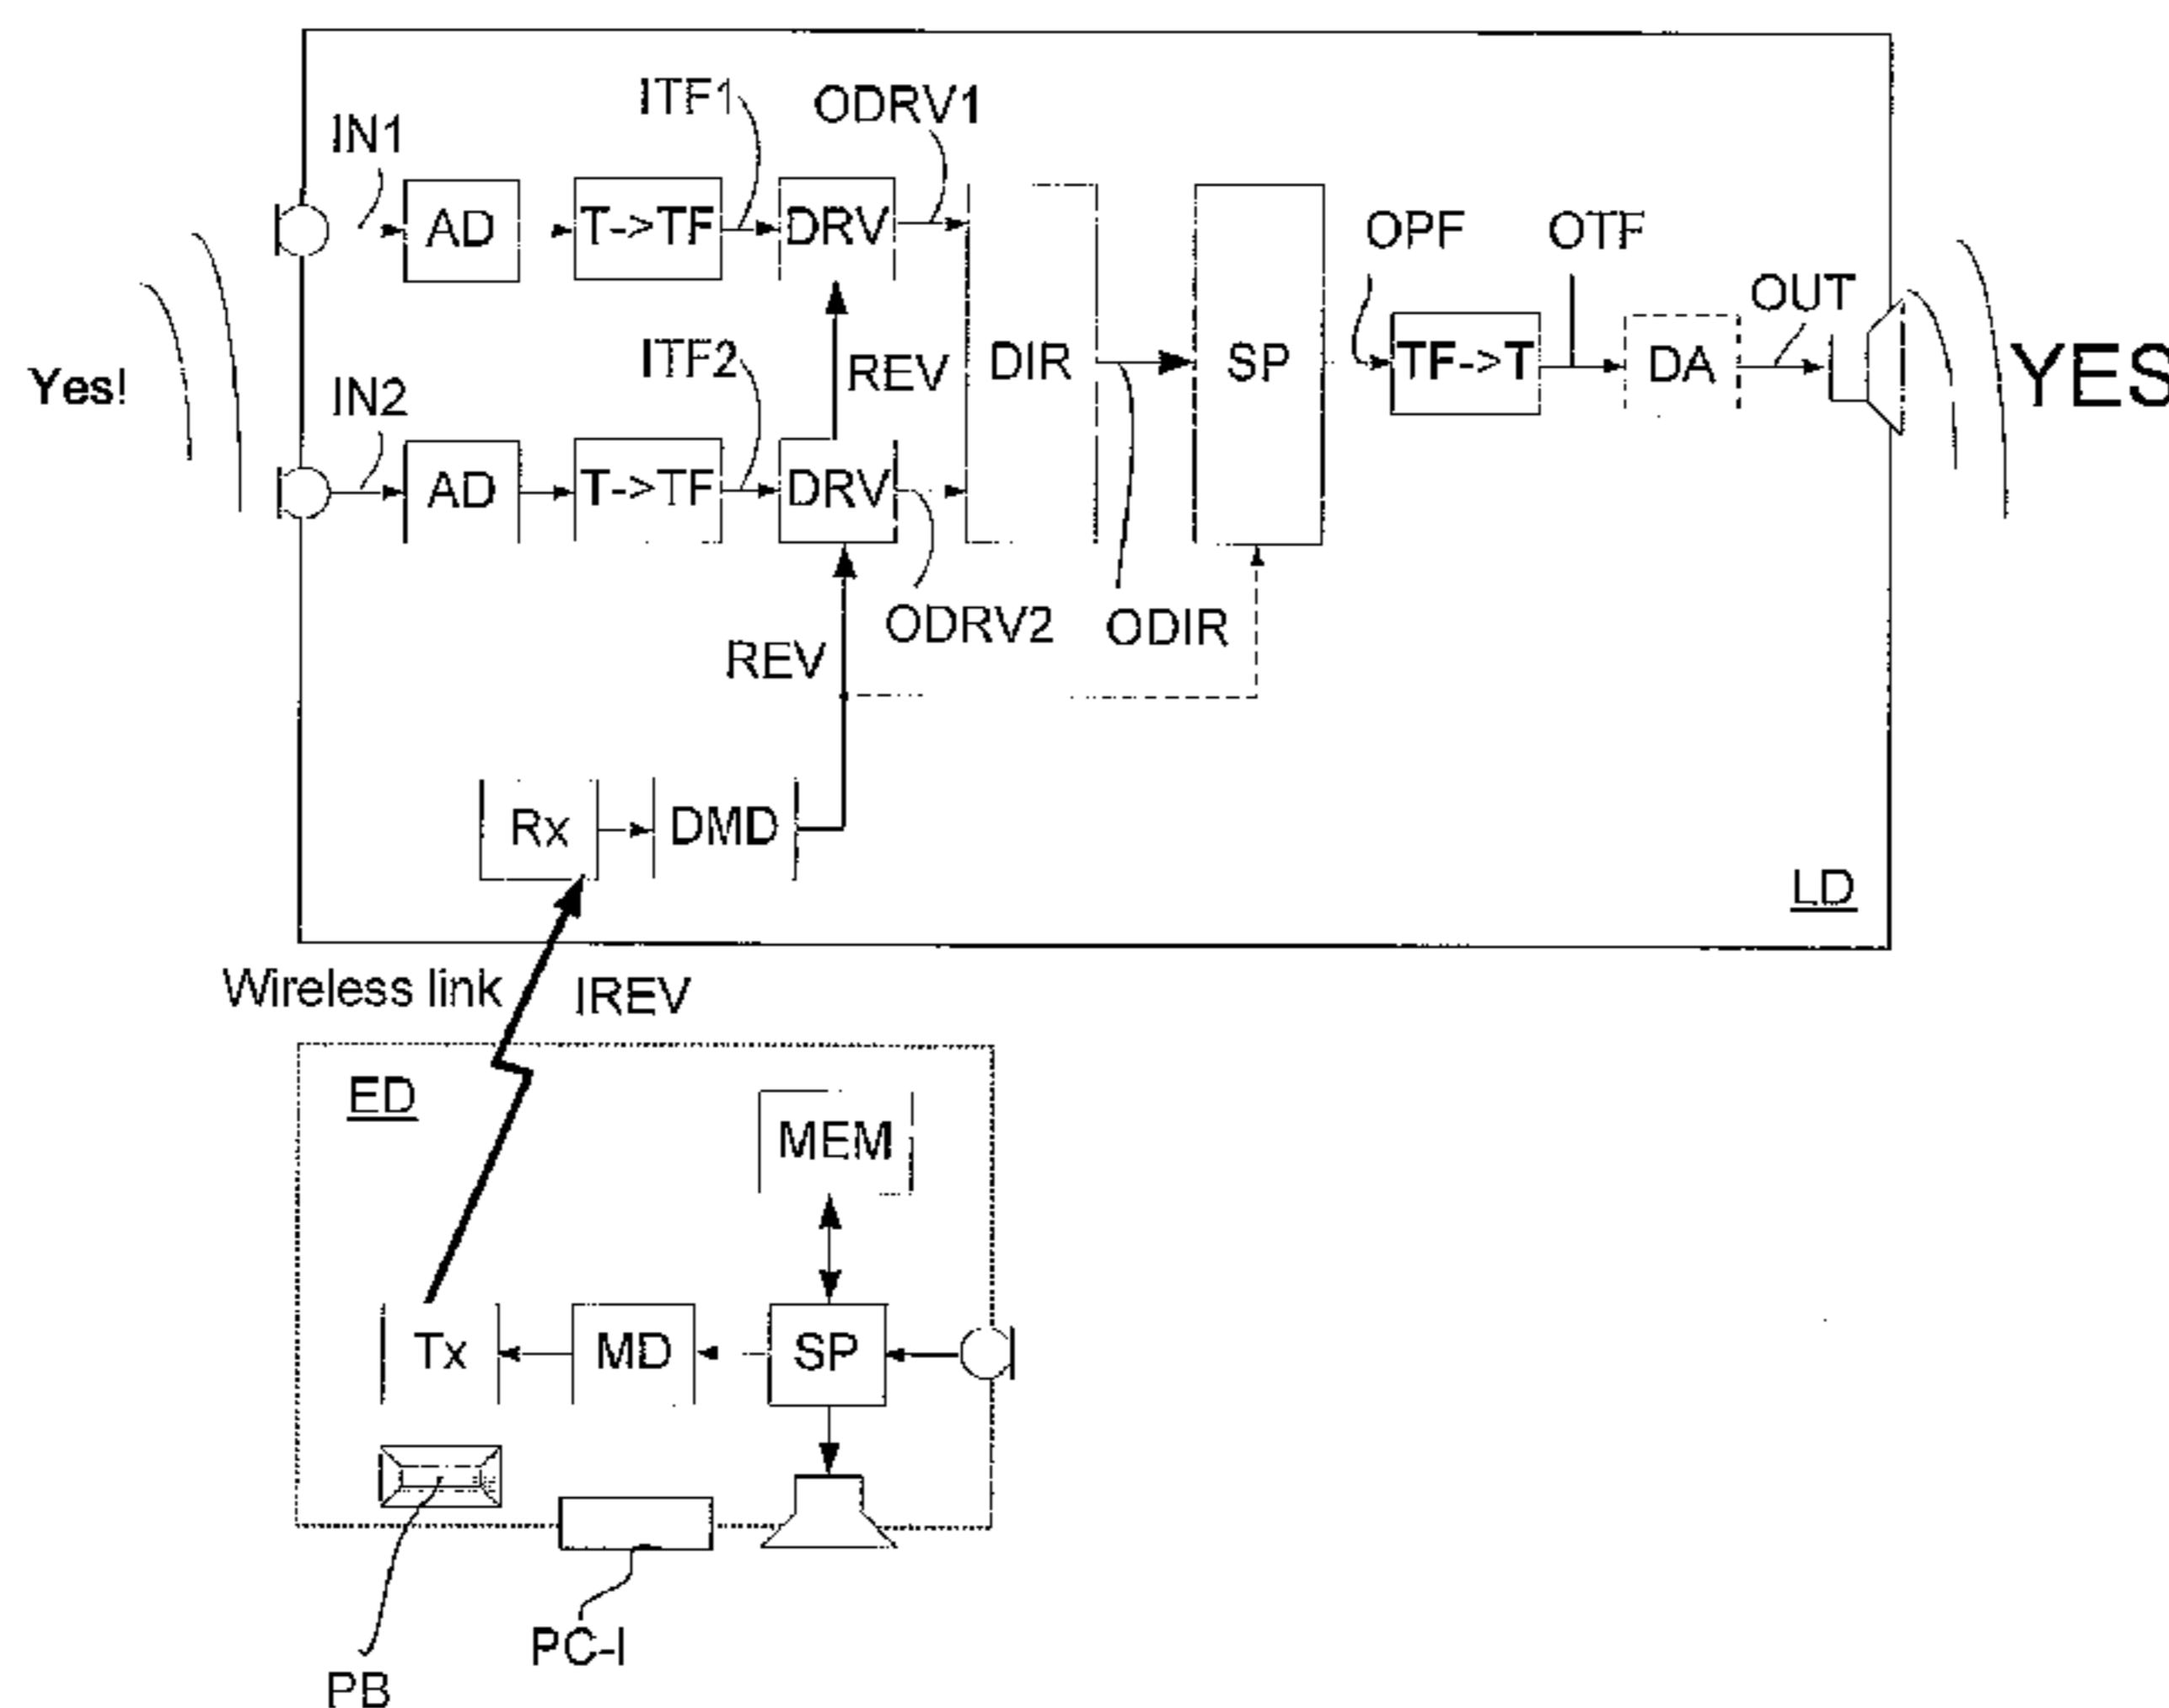 ITF1
ODRV1
IN1
AD
T->TF
DRV
OPF
OTF
OUT
Yes!
IN2
ITF2
REV
DIR
SP
TF->T
DA
YES
AD
T->TF
DRV
ODRV2
ODIR
REV
Rx
DMD
LD
Wireless link
IREV
ED
MEM
Tx
MD
SP
PC-I
PB